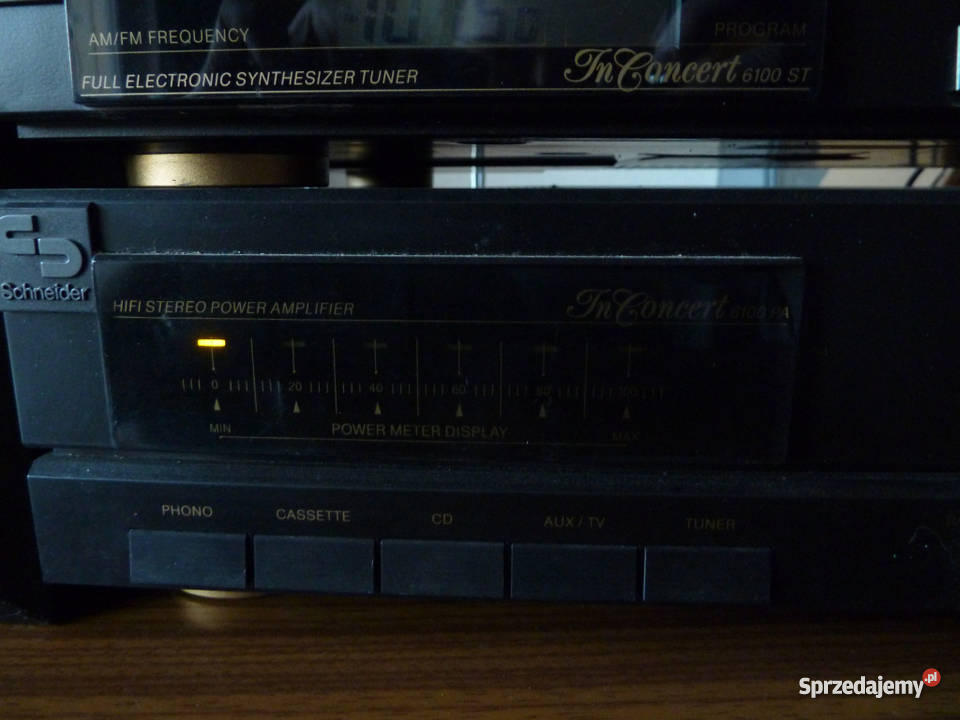 AM/FM FREQUENCY
PROGRAM
FULL ELECTRONIC SYNTHESIZER TUNER
In Concert 6100 ST
Schneider
HIFI STEREO POWER AMPLIFIER
In Concert 6100 PA
0 20 40 60 80 100
MIN
POWER METER DISPLAY
MAX
PHONO
CASSETTE
CD
AUX / TV
TUNER
Sprzedajemy.pl